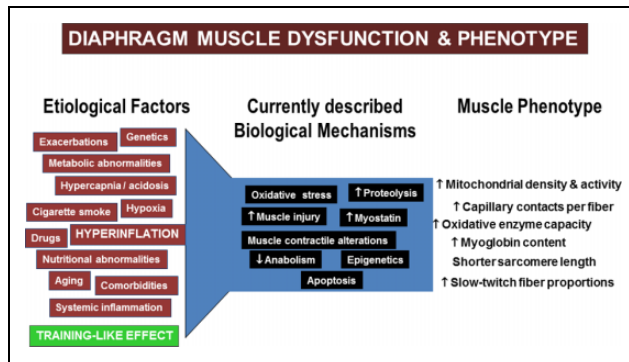 DIAPHRAGM MUSCLE DYSFUNCTION & PHENOTYPE
Etiological Factors
Exacerbations
Genetics
Metabolic abnormalities
Hypercapnia / acidosis
Cigarette smoke
Hypoxia
Drugs
HYPERINFLATION
Nutritional abnormalities
Aging
Comorbidities
Systemic inflammation
TRAINING-LIKE EFFECT
Currently described
Biological Mechanisms
Oxidative stress
↑ Proteolysis
↑ Muscle injury
↑ Myostatin
Muscle contractile alterations
↓ Anabolism
Epigenetics
Apoptosis
Muscle Phenotype
↑ Mitochondrial density & activity
↑ Capillary contacts per fiber
↑ Oxidative enzyme capacity
↑ Myoglobin content
Shorter sarcomere length
↑ Slow-twitch fiber proportions